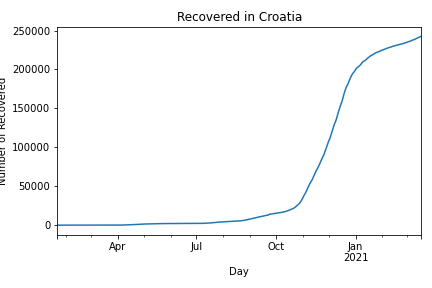 Recovered in Croatia
Number of Recovered
250000
200000
150000
100000
50000
0
Apr
Jul
Oct
Jan
2021
Day